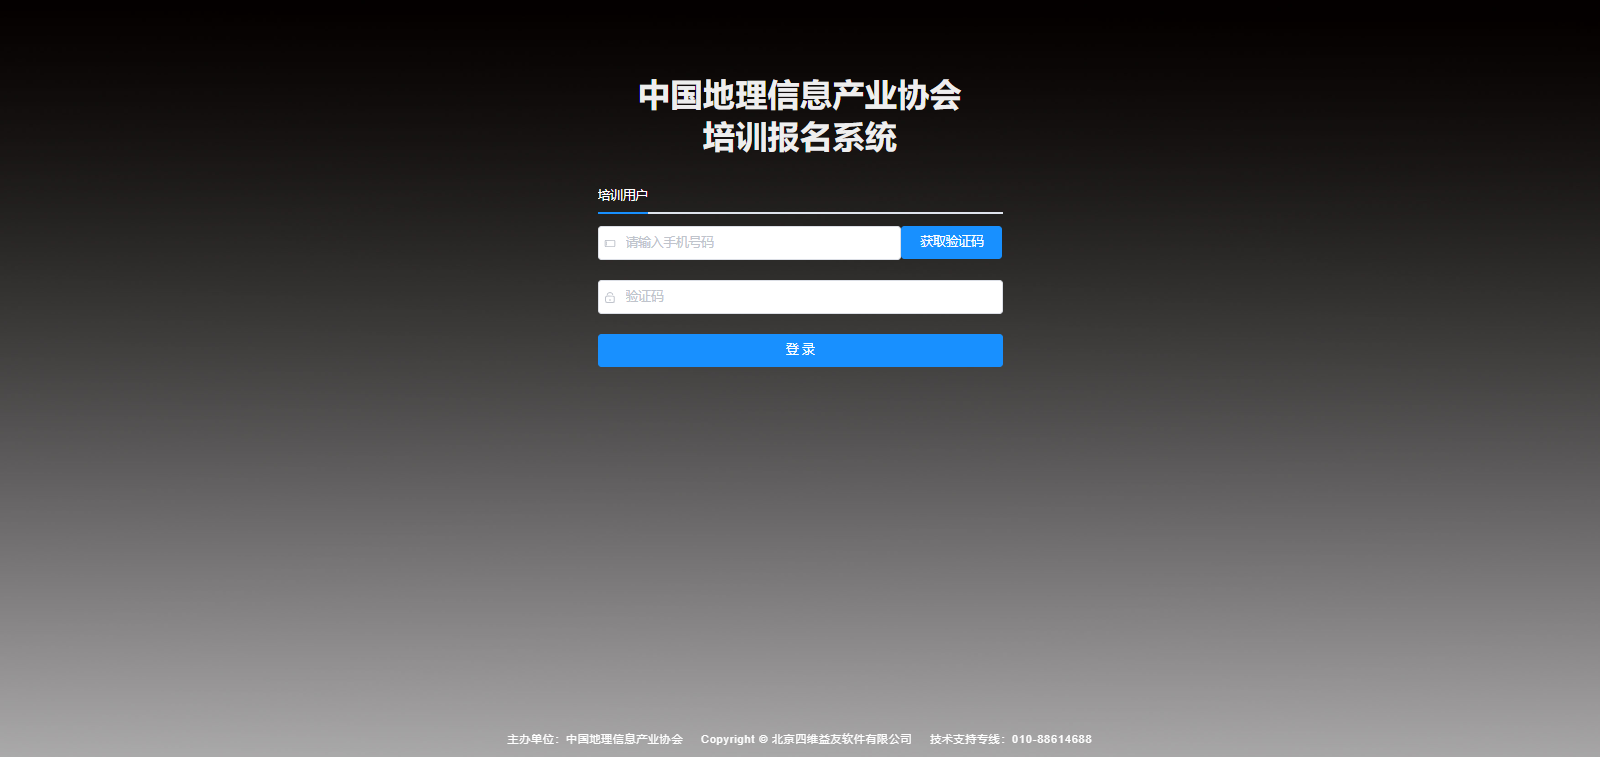 中国地理信息产业协会
培训报名系统
培训用户
请输入手机号码
获取验证码
验证码
登 录
主办单位：中国地理信息产业协会 Copyright © 北京四维益友软件有限公司 技术支持专线：010-88614688